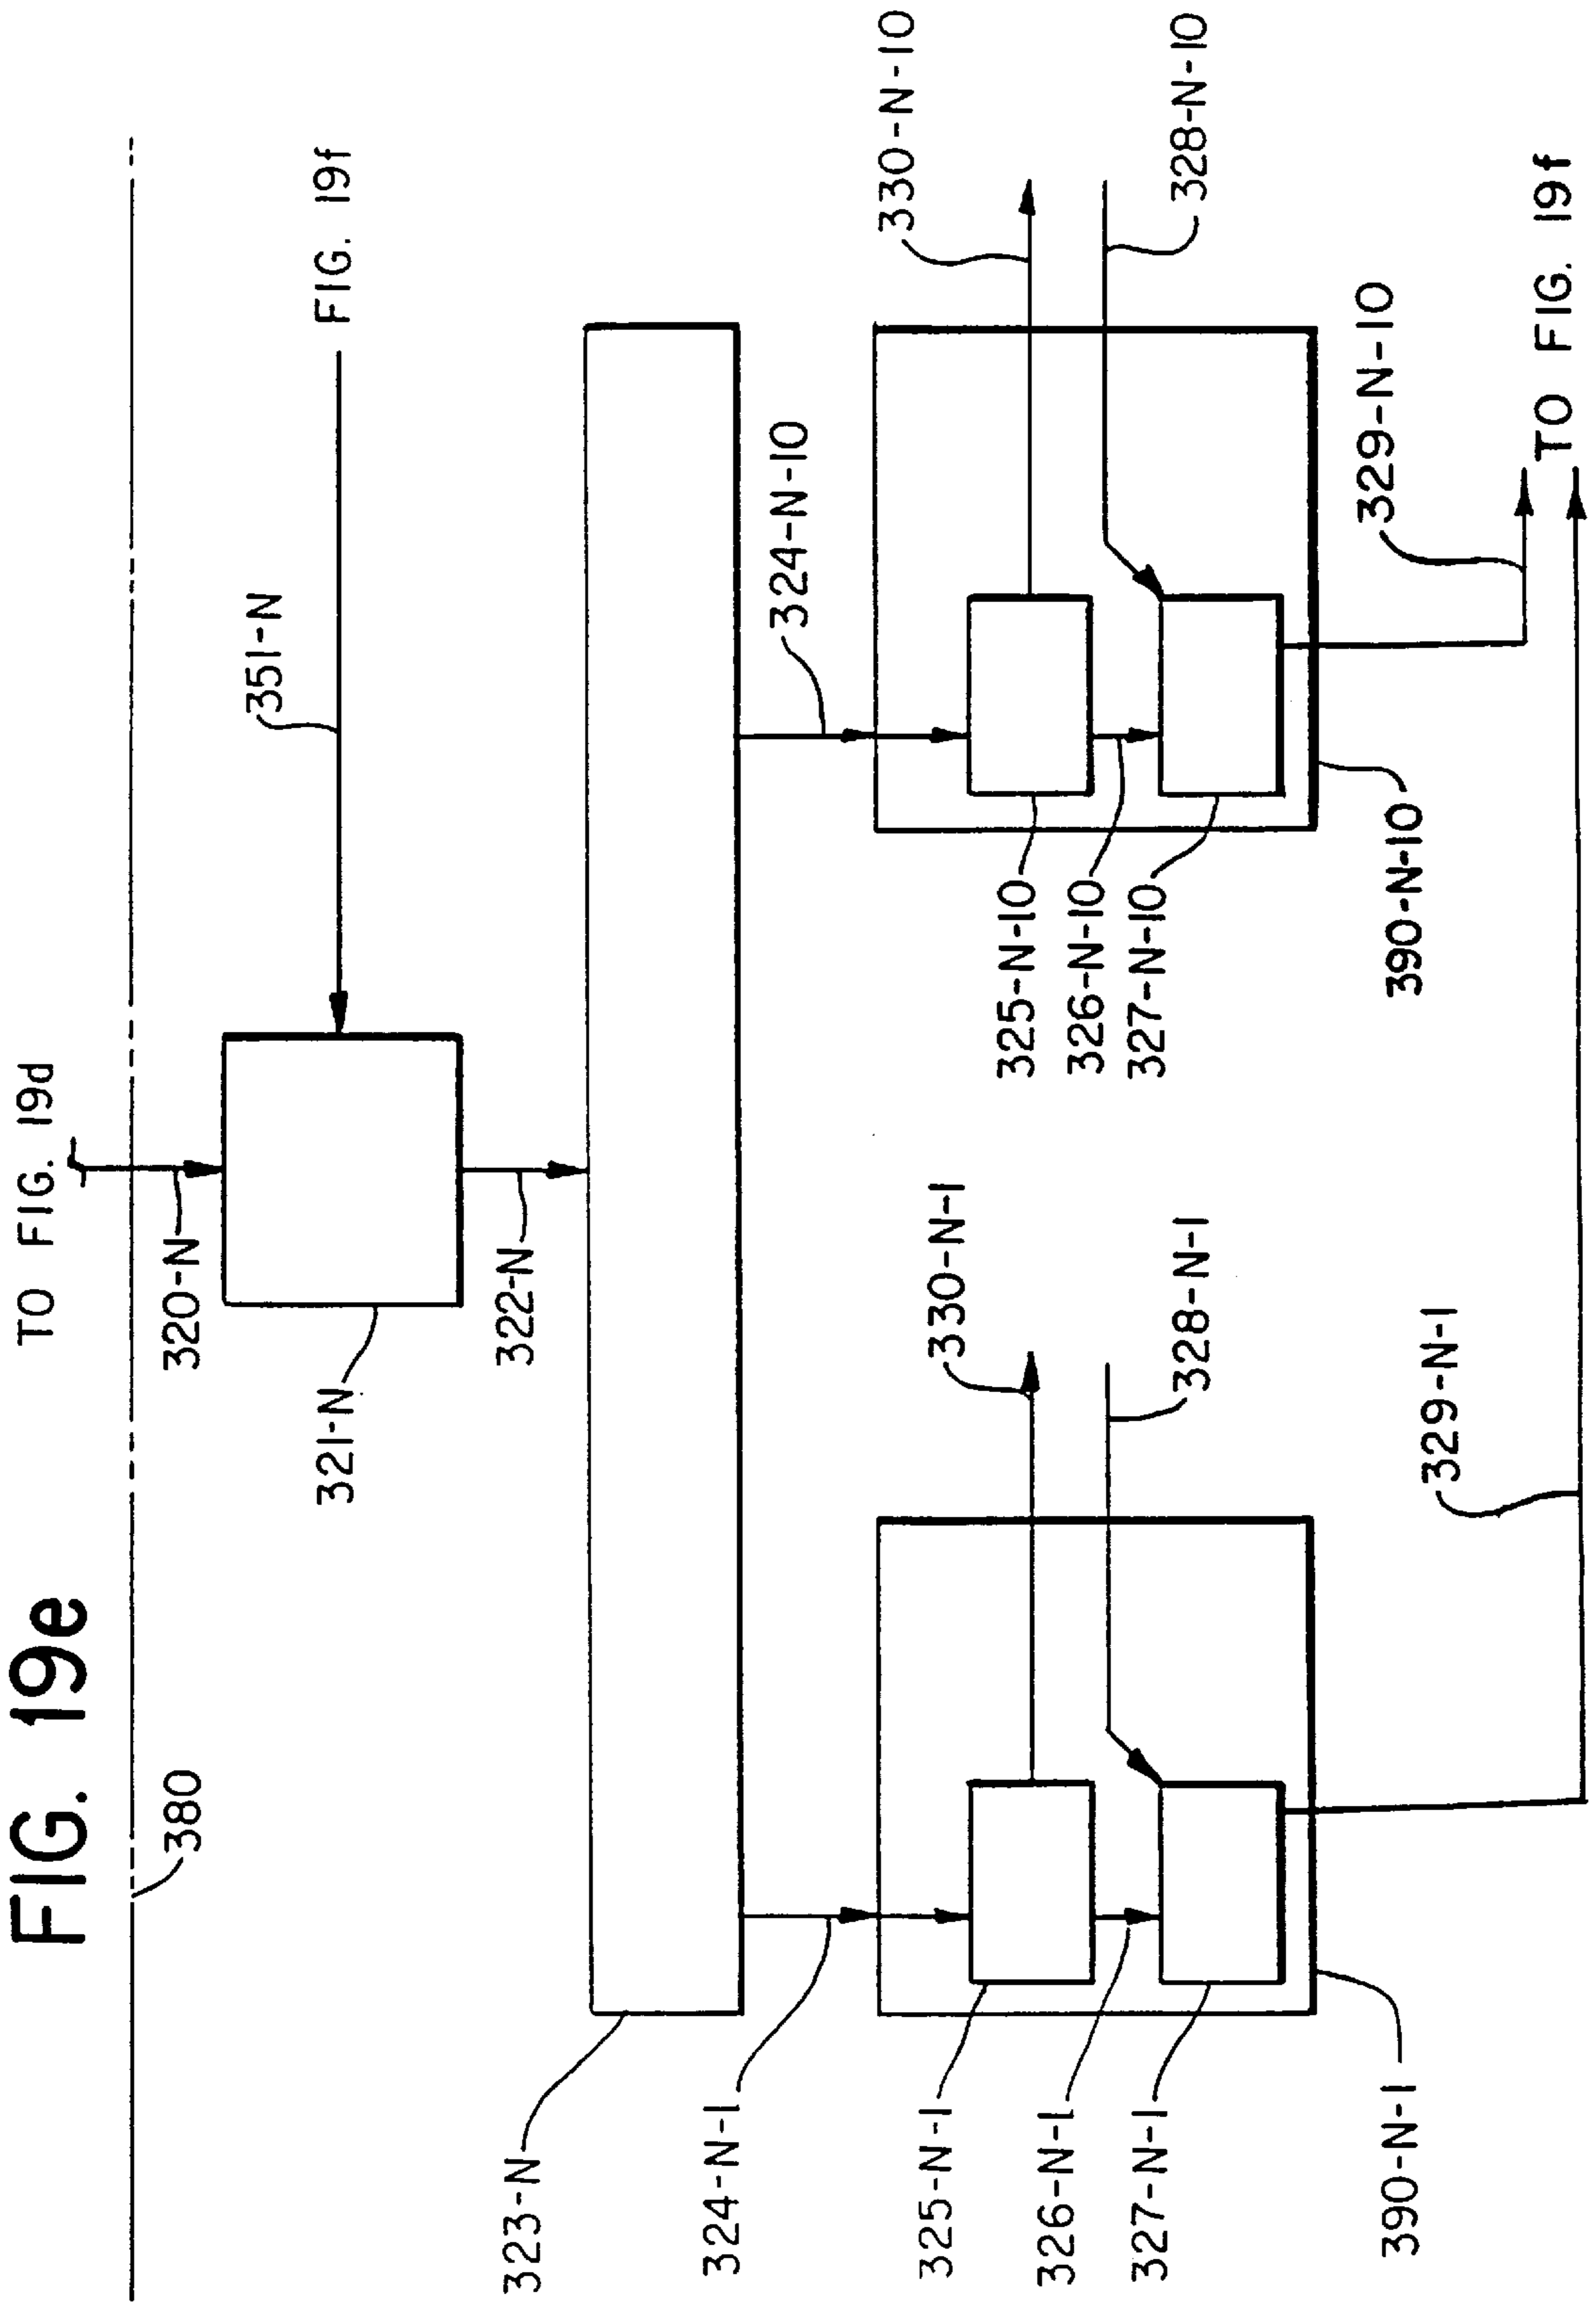 FIG. 19e
TO FIG. 19d
380
320-N
351-N
FIG. 19f
321-N
322-N
323-N
324-N-1
324-N-10
330-N-1
330-N-10
328-N-1
328-N-10
325-N-1
326-N-1
327-N-1
325-N-10
326-N-10
327-N-10
390-N-1
390-N-10
329-N-1
329-N-10
TO FIG. 19f